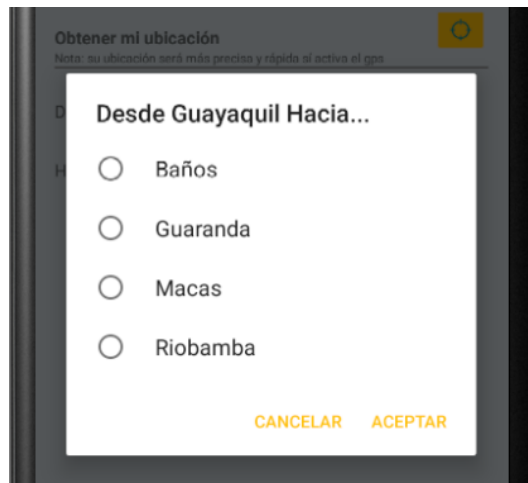 Obtener mi ubicación
Nota: su ubicación será más precisa y rápida si activa el gps
D
H
Desde Guayaquil Hacia...
Baños
Guaranda
Macas
Riobamba
CANCELAR ACEPTAR